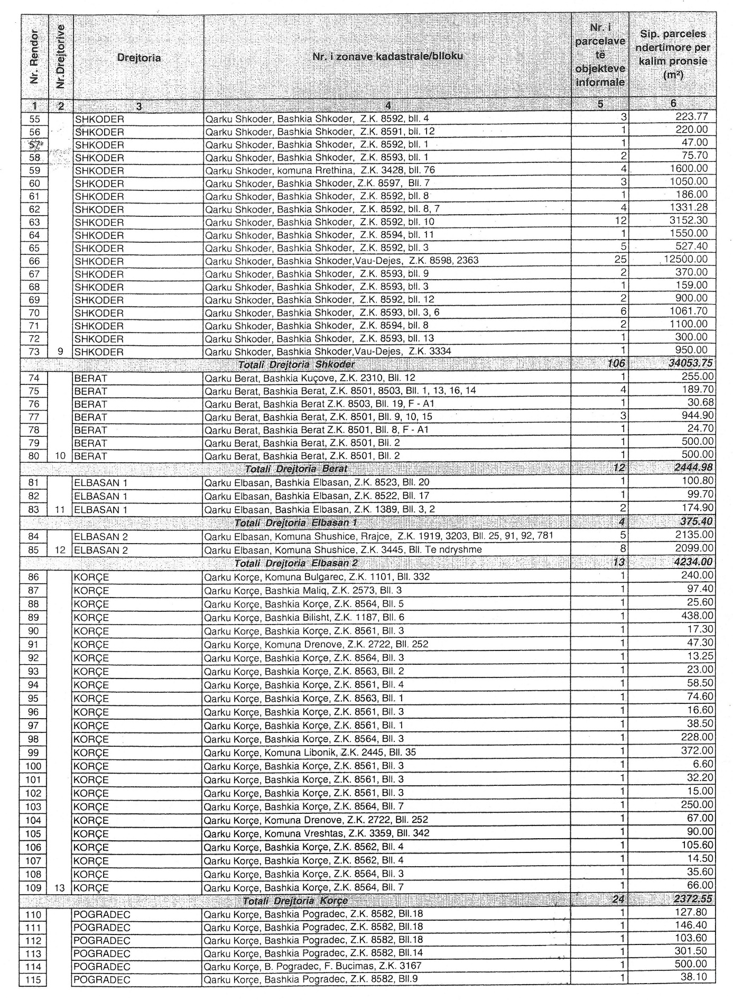 Nr. Rendor | Nr.Drejtorive | Drejtoria | Nr. i zonave kadastrale/blloku | Nr. i parcelave të objekteve informale | Sip. parceles ndertimore per kalim pronsie (m²)
1 | 2 | 3 | 4 | 5 | 6
55 | SHKODER | Qarku Shkoder, Bashkia Shkoder, Z.K. 8592, bll. 4 | 3 | 223.77
56 | SHKODER | Qarku Shkoder, Bashkia Shkoder, Z.K. 8591, bll. 12 | 1 | 220.00
57 | SHKODER | Qarku Shkoder, Bashkia Shkoder, Z.K. 8592, bll. 1 | 1 | 47.00
58 | SHKODER | Qarku Shkoder, Bashkia Shkoder, Z.K. 8593, bll. 1 | 2 | 75.70
59 | SHKODER | Qarku Shkoder, komuna Rrethina, Z.K. 3428, bll. 76 | 4 | 1600.00
60 | SHKODER | Qarku Shkoder, Bashkia Shkoder, Z.K. 8597, Bll. 7 | 3 | 1050.00
61 | SHKODER | Qarku Shkoder, Bashkia Shkoder, Z.K. 8592, bll. 8 | 1 | 186.00
62 | SHKODER | Qarku Shkoder, Bashkia Shkoder, Z.K. 8592, bll. 8, 7 | 4 | 1331.28
63 | SHKODER | Qarku Shkoder, Bashkia Shkoder, Z.K. 8592, bll. 10 | 12 | 3152.30
64 | SHKODER | Qarku Shkoder, Bashkia Shkoder, Z.K. 8594, bll. 11 | 1 | 1550.00
65 | SHKODER | Qarku Shkoder, Bashkia Shkoder, Z.K. 8592, bll. 3 | 5 | 527.40
66 | SHKODER | Qarku Shkoder, Bashkia Shkoder,Vau-Dejes, Z.K. 8598, 2363 | 25 | 12500.00
67 | SHKODER | Qarku Shkoder, Bashkia Shkoder, Z.K. 8593, bll. 9 | 2 | 370.00
68 | SHKODER | Qarku Shkoder, Bashkia Shkoder, Z.K. 8593, bll. 3 | 1 | 159.00
69 | SHKODER | Qarku Shkoder, Bashkia Shkoder, Z.K. 8592, bll. 12 | 2 | 900.00
70 | SHKODER | Qarku Shkoder, Bashkia Shkoder, Z.K. 8593, bll. 3, 6 | 6 | 1061.70
71 | SHKODER | Qarku Shkoder, Bashkia Shkoder, Z.K. 8594, bll. 8 | 2 | 1100.00
72 | SHKODER | Qarku Shkoder, Bashkia Shkoder, Z.K. 8593, bll. 13 | 1 | 300.00
73 | 9 | SHKODER | Qarku Shkoder, Bashkia Shkoder,Vau-Dejes, Z.K. 3334 | 1 | 950.00
Totali Drejtoria Shkoder | 106 | 34053.75
74 | BERAT | Qarku Berat, Bashkia Kuçove, Z.K. 2310, Bll. 12 | 1 | 255.00
75 | BERAT | Qarku Berat, Bashkia Berat, Z.K. 8501, 8503, Bll. 1, 13, 16, 14 | 4 | 189.70
76 | BERAT | Qarku Berat, Bashkia Berat Z.K. 8503, Bll. 19, F - A1 | 1 | 30.68
77 | BERAT | Qarku Berat, Bashkia Berat, Z.K. 8501, Bll. 9, 10, 15 | 3 | 944.90
78 | BERAT | Qarku Berat, Bashkia Berat Z.K. 8501, Bll. 8, F - A1 | 1 | 24.70
79 | BERAT | Qarku Berat, Bashkia Berat, Z.K. 8501, Bll. 2 | 1 | 500.00
80 | 10 | BERAT | Qarku Berat, Bashkia Berat, Z.K. 8501, Bll. 2 | 1 | 500.00
Totali Drejtoria Berat | 12 | 2444.98
81 | ELBASAN 1 | Qarku Elbasan, Bashkia Elbasan, Z.K. 8523, Bll. 20 | 1 | 100.80
82 | ELBASAN 1 | Qarku Elbasan, Bashkia Elbasan, Z.K. 8522, Bll. 17 | 1 | 99.70
83 | 11 | ELBASAN 1 | Qarku Elbasan, Bashkia Elbasan, Z.K. 1389, Bll. 3, 2 | 2 | 174.90
Totali Drejtoria Elbasan 1 | 4 | 375.40
84 | ELBASAN 2 | Qarku Elbasan, Komuna Shushice, Rrajce, Z.K. 1919, 3203, Bll. 25, 91, 92, 781 | 5 | 2135.00
85 | 12 | ELBASAN 2 | Qarku Elbasan, Komuna Shushice, Z.K. 3445, Bll. Te ndryshme | 8 | 2099.00
Totali Drejtoria Elbasan 2 | 13 | 4234.00
86 | KORÇE | Qarku Korçe, Komuna Bulgarec, Z.K. 1101, Bll. 332 | 1 | 240.00
87 | KORÇE | Qarku Korçe, Bashkia Maliq, Z.K. 2573, Bll. 3 | 1 | 97.40
88 | KORÇE | Qarku Korçe, Bashkia Korçe, Z.K. 8564, Bll. 5 | 1 | 25.60
89 | KORÇE | Qarku Korçe, Bashkia Bilisht, Z.K. 1187, Bll. 6 | 1 | 438.00
90 | KORÇE | Qarku Korçe, Bashkia Korçe, Z.K. 8561, Bll. 3 | 1 | 17.30
91 | KORÇE | Qarku Korçe, Komuna Drenove, Z.K. 2722, Bll. 252 | 1 | 47.30
92 | KORÇE | Qarku Korçe, Bashkia Korçe, Z.K. 8564, Bll. 3 | 1 | 13.25
93 | KORÇE | Qarku Korçe, Bashkia Korçe, Z.K. 8563, Bll. 2 | 1 | 23.00
94 | KORÇE | Qarku Korçe, Bashkia Korçe, Z.K. 8561, Bll. 4 | 1 | 58.50
95 | KORÇE | Qarku Korçe, Bashkia Korçe, Z.K. 8563, Bll. 1 | 1 | 74.60
96 | KORÇE | Qarku Korçe, Bashkia Korçe, Z.K. 8561, Bll. 3 | 1 | 16.60
97 | KORÇE | Qarku Korçe, Bashkia Korçe, Z.K. 8561, Bll. 1 | 1 | 38.50
98 | KORÇE | Qarku Korçe, Bashkia Korçe, Z.K. 8564, Bll. 3 | 1 | 228.00
99 | KORÇE | Qarku Korçe, Komuna Libonik, Z.K. 2445, Bll. 35 | 1 | 372.00
100 | KORÇE | Qarku Korçe, Bashkia Korçe, Z.K. 8561, Bll. 3 | 1 | 6.60
101 | KORÇE | Qarku Korçe, Bashkia Korçe, Z.K. 8561, Bll. 3 | 1 | 32.20
102 | KORÇE | Qarku Korçe, Bashkia Korçe, Z.K. 8561, Bll. 3 | 1 | 15.00
103 | KORÇE | Qarku Korçe, Bashkia Korçe, Z.K. 8564, Bll. 7 | 1 | 250.00
104 | KORÇE | Qarku Korçe, Komuna Drenove, Z.K. 2722, Bll. 252 | 1 | 67.00
105 | KORÇE | Qarku Korçe, Komuna Vreshtas, Z.K. 3359, Bll. 342 | 1 | 90.00
106 | KORÇE | Qarku Korçe, Bashkia Korçe, Z.K. 8562, Bll. 4 | 1 | 105.60
107 | KORÇE | Qarku Korçe, Bashkia Korçe, Z.K. 8562, Bll. 4 | 1 | 14.50
108 | KORÇE | Qarku Korçe, Bashkia Korçe, Z.K. 8564, Bll. 3 | 1 | 35.60
109 | 13 | KORÇE | Qarku Korçe, Bashkia Korçe, Z.K. 8564, Bll. 7 | 1 | 66.00
Totali Drejtoria Korçe | 24 | 2372.55
110 | POGRADEC | Qarku Korçe, Bashkia Pogradec, Z.K. 8582, Bll.18 | 1 | 127.80
111 | POGRADEC | Qarku Korçe, Bashkia Pogradec, Z.K. 8582, Bll.18 | 1 | 146.40
112 | POGRADEC | Qarku Korçe, Bashkia Pogradec, Z.K. 8582, Bll.18 | 1 | 103.60
113 | POGRADEC | Qarku Korçe, Bashkia Pogradec, Z.K. 8582, Bll.14 | 1 | 301.50
114 | POGRADEC | Qarku Korçe, B. Pogradec, F. Bucimas, Z.K. 3167 | 1 | 500.00
115 | POGRADEC | Qarku Korçe, Bashkia Pogradec, Z.K. 8582, Bll.9 | 1 | 38.10